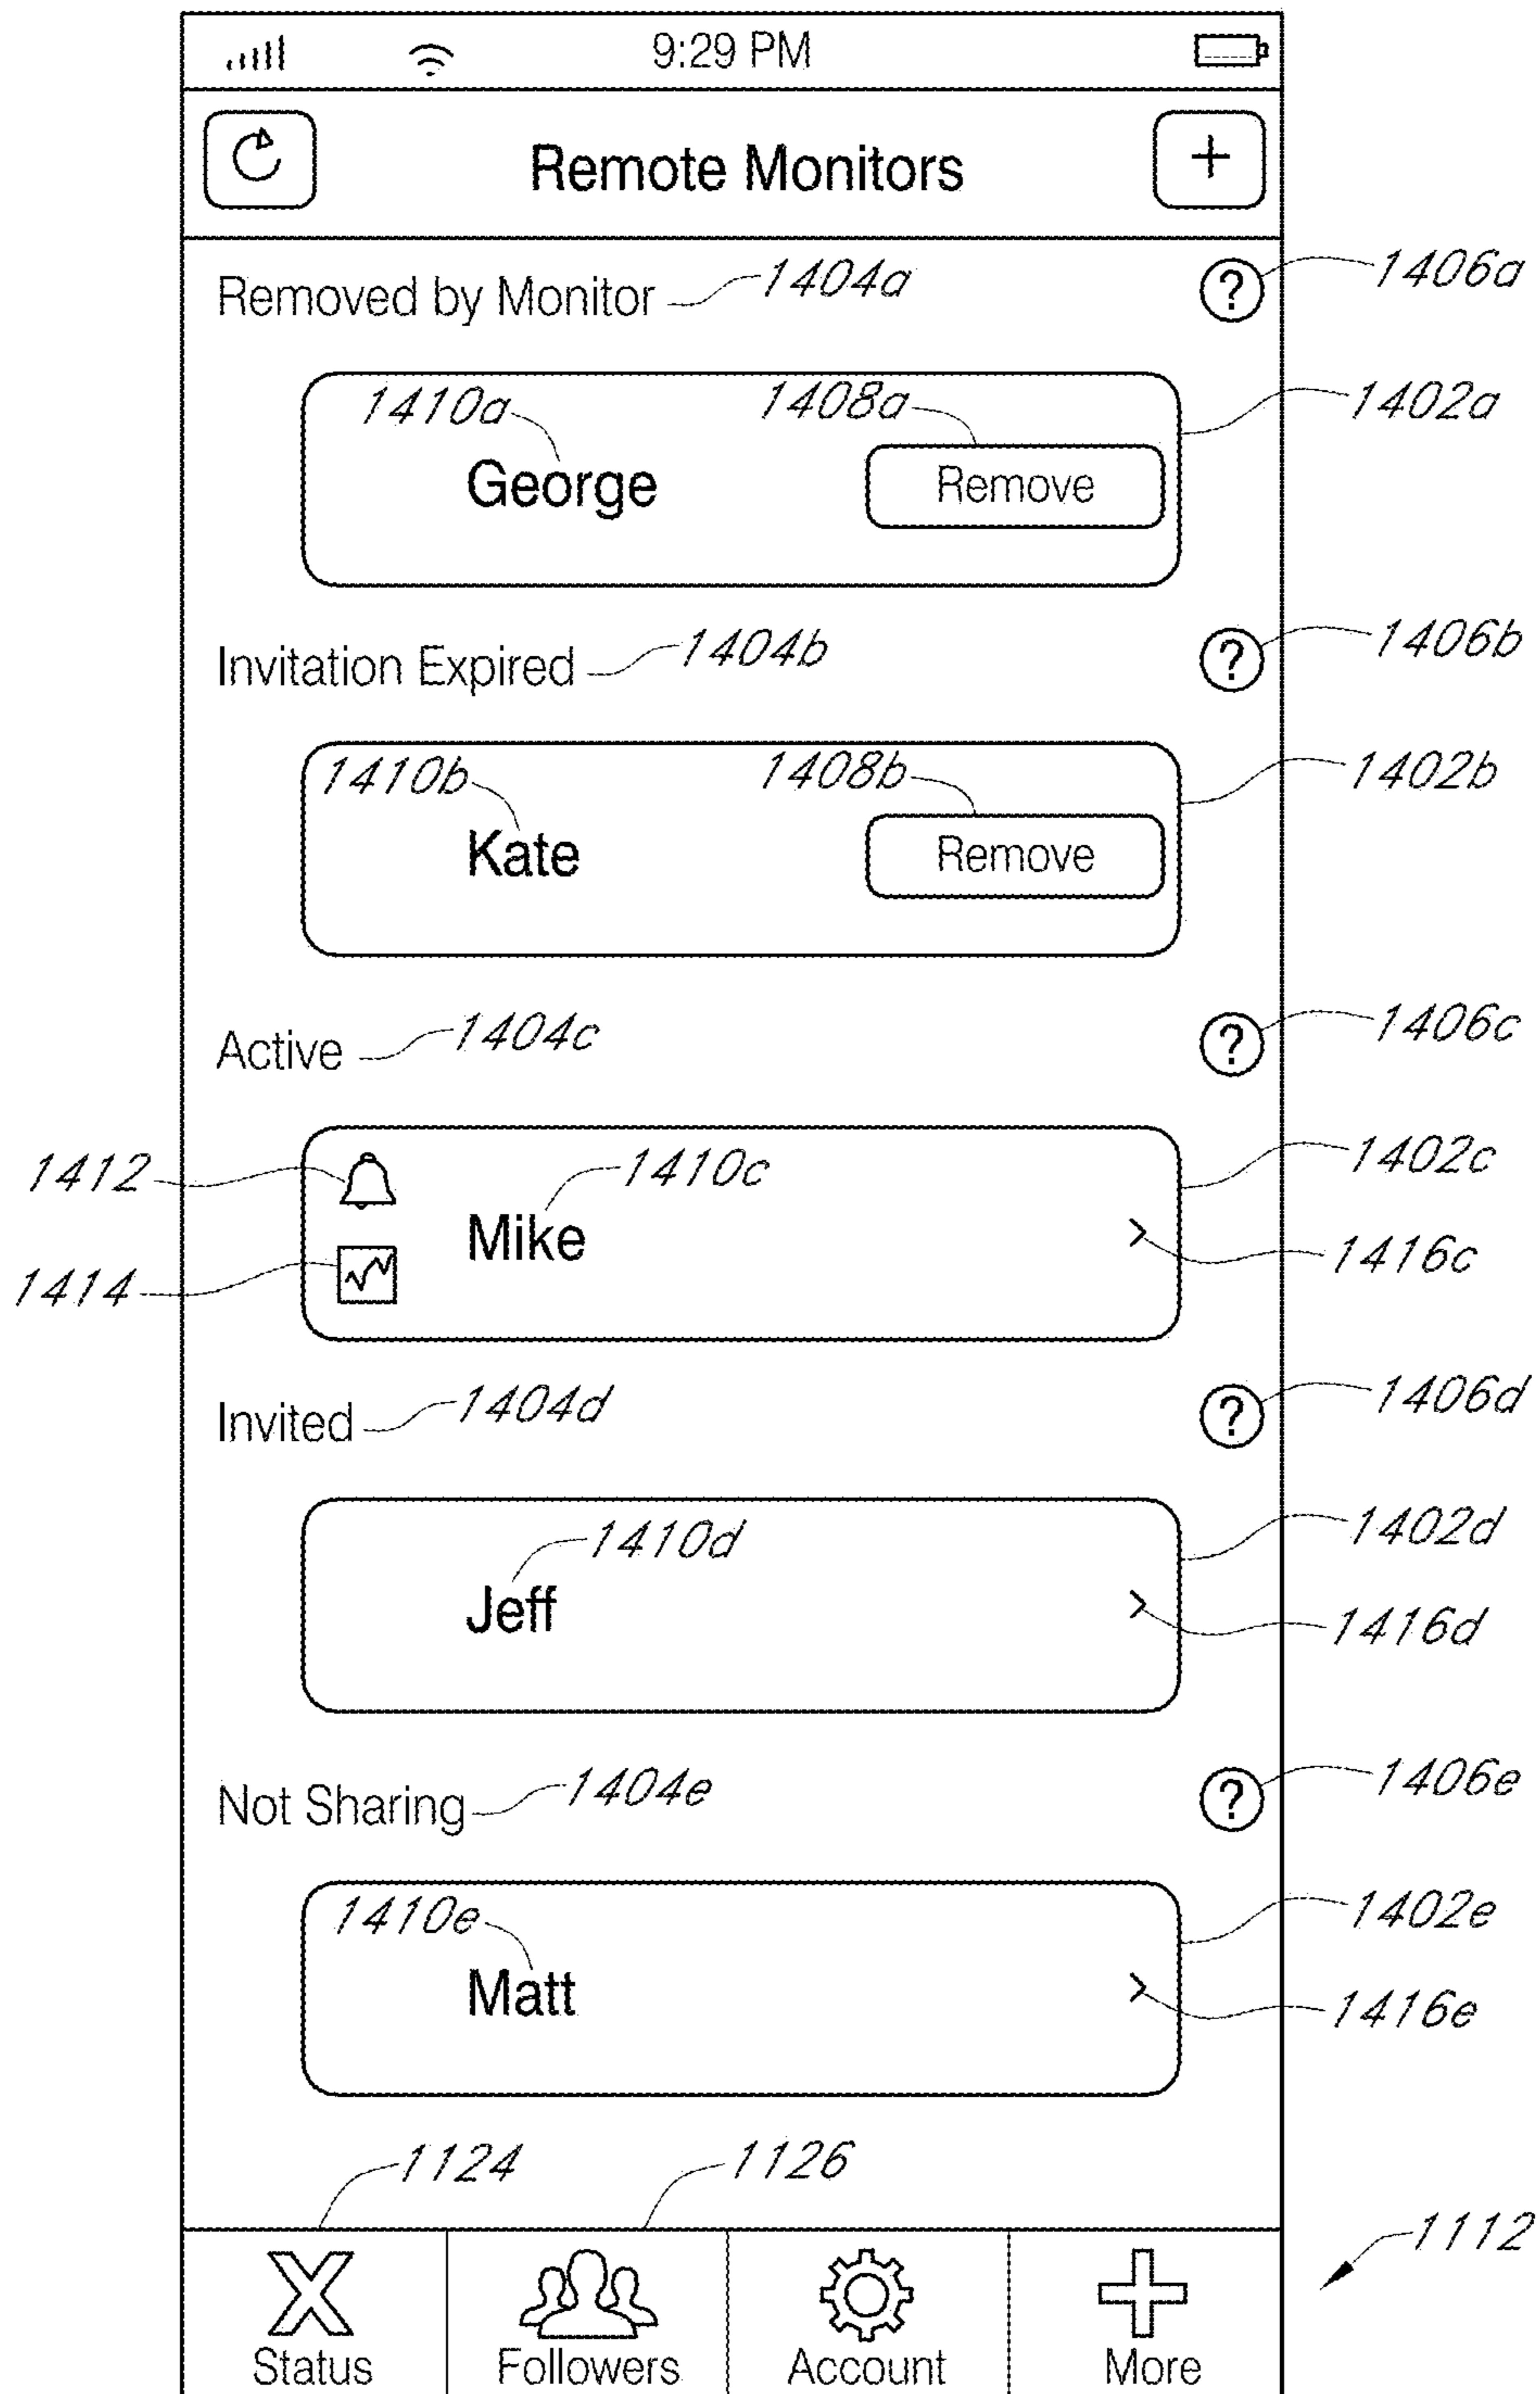 9:29 PM
Remote Monitors +
Removed by Monitor 1404a ? 1406a
1410a 1408a 1402a
George Remove
Invitation Expired 1404b ? 1406b
1410b 1408b 1402b
Kate Remove
Active 1404c ? 1406c
1412 1410c 1402c
Mike > 1416c
1414
Invited 1404d ? 1406d
1410d 1402d
Jeff > 1416d
Not Sharing 1404e ? 1406e
1410e 1402e
Matt > 1416e
1124 1126
1112
Status Followers Account More